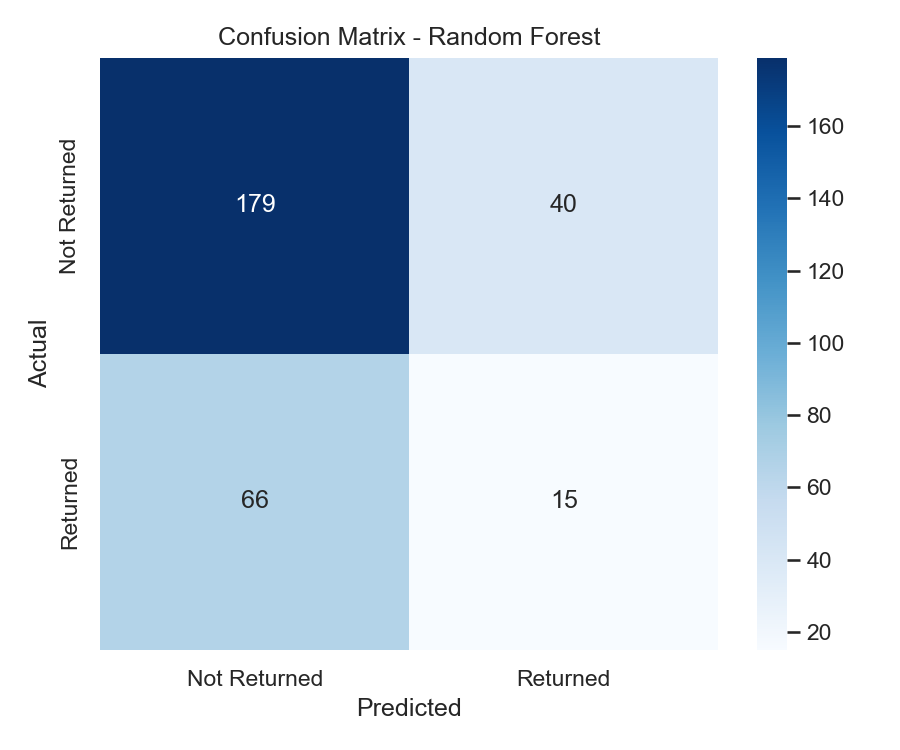 Confusion Matrix - Random Forest
Actual
Not Returned
Returned
179
40
66
15
Not Returned
Returned
Predicted
160
140
120
100
80
60
40
20